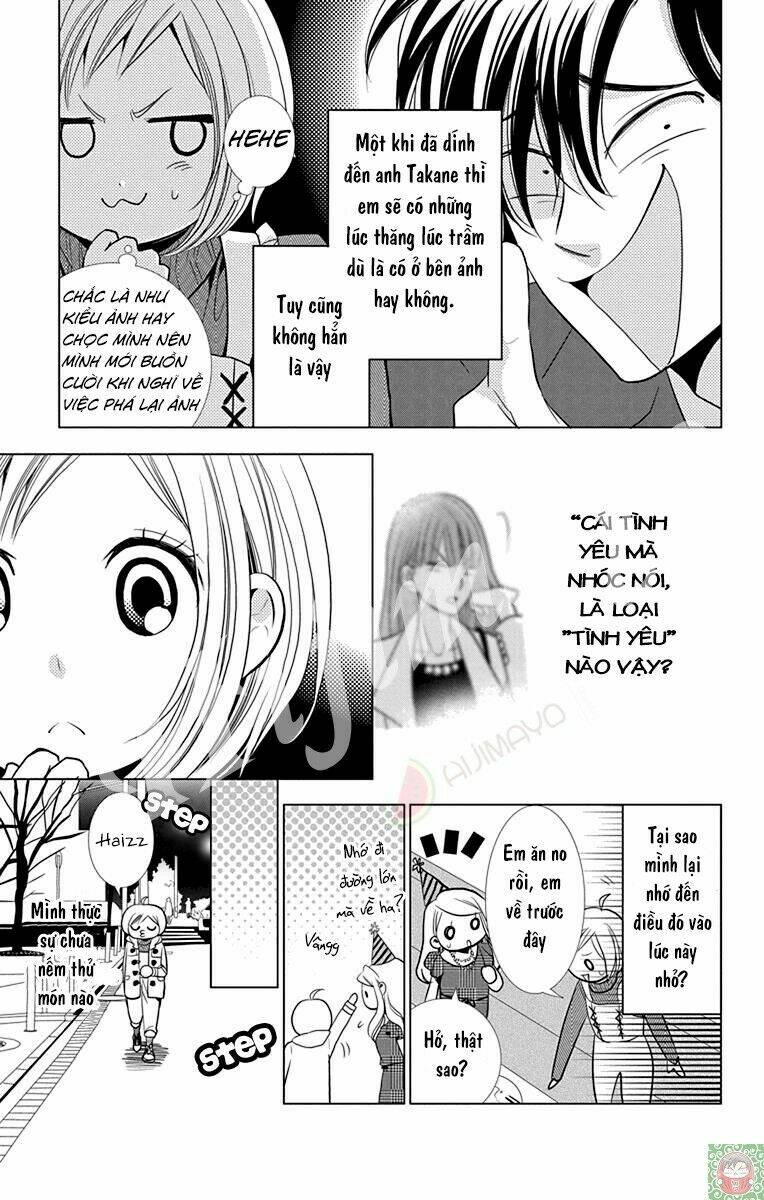 Một khi đã dính
đến anh Takane thì
em sẽ có những
lúc thăng lúc trầm
dù là có ở bên ảnh
hay không.
HEHE
Tuy cũng
không hẳn
là vậy
CHẮC LÀ NHƯ
KIỂU ẢNH HAY
CHỌC MÌNH NÊN
MÌNH MỚI BUỒN
CƯỜI KHI NGHĨ VỀ
VIỆC PHÁ LẠI ẢNH
"CÁI TÌNH
YÊU MÀ
NHÓC NÓI,
LÀ LOẠI
"TÌNH YÊU"
NÀO VẬY?
AIJIMAYO
Tại sao
mình lại
nhớ đến
điều đó vào
lúc này
nhỏ?
Em ăn no
rồi, em
về trước
đây
Hở, thật
sao?
Nhớ đi
đường lớn
mà về ha?
Vângg
step
Haizz
Mình thực
sự chưa
nếm thử
món nào
step